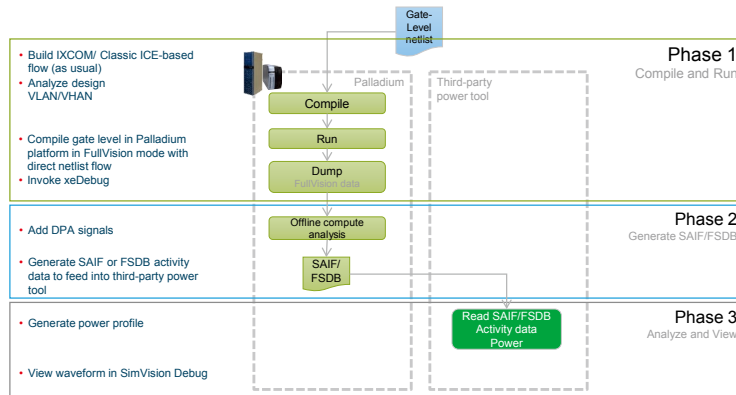 Gate-
Level
netlist
Phase 1
Compile and Run
• Build IXCOM/ Classic ICE-based
flow (as usual)
• Analyze design
VLAN/VHAN
• Compile gate level in Palladium
platform in FullVision mode with
direct netlist flow
• Invoke xeDebug
Palladium
Third-party
power tool
Compile
Run
Dump
FullVision data
Phase 2
Generate SAIF/FSDB
• Add DPA signals
• Generate SAIF or FSDB activity
data to feed into third-party power
tool
Offline compute
analysis
SAIF/
FSDB
Phase 3
Analyze and View
• Generate power profile
• View waveform in SimVision Debug
Read SAIF/FSDB
Activity data
Power